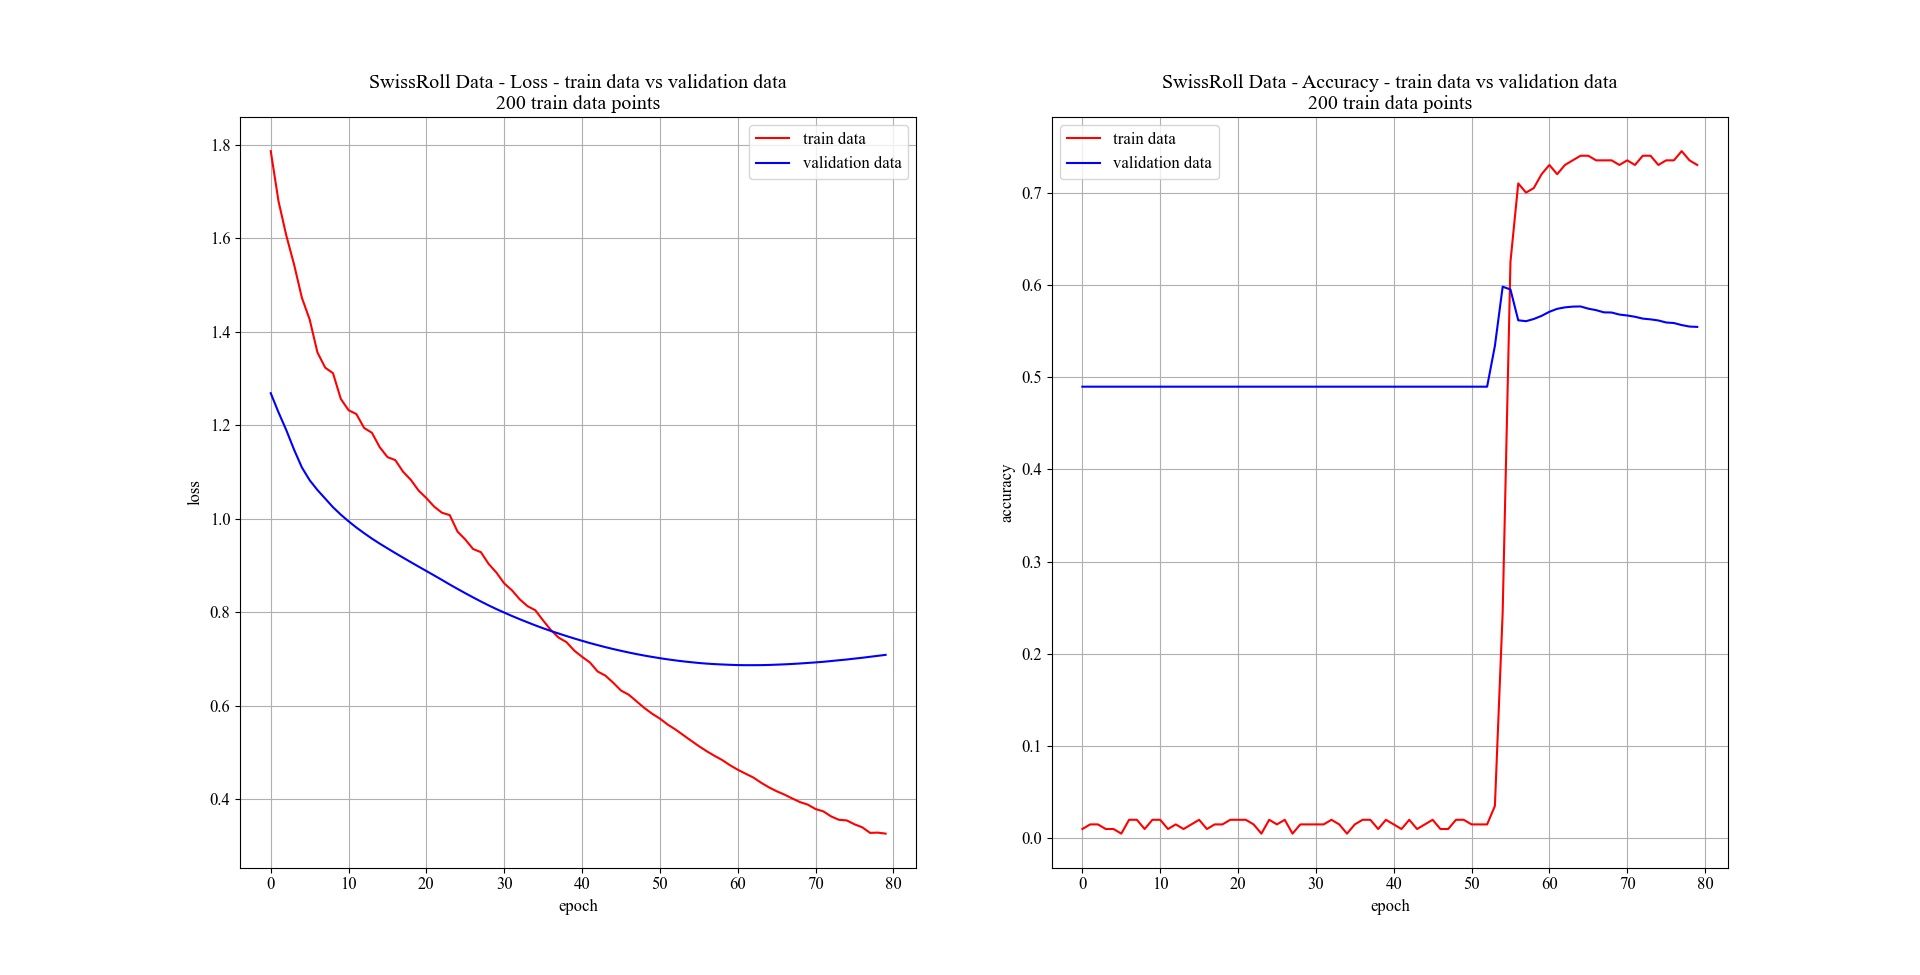 SwissRoll Data - Loss - train data vs validation data
200 train data points
train data
validation data
1.8
1.6
1.4
1.2
1.0
0.8
0.6
0.4
loss
0 10 20 30 40 50 60 70 80
epoch
SwissRoll Data - Accuracy - train data vs validation data
200 train data points
train data
validation data
0.7
0.6
0.5
0.4
0.3
0.2
0.1
0.0
accuracy
0 10 20 30 40 50 60 70 80
epoch